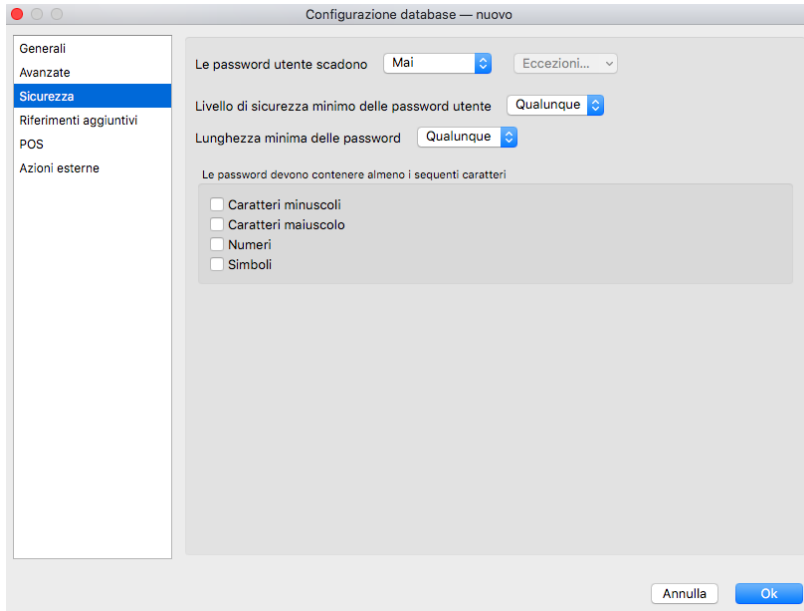 Configurazione database — nuovo
Generali
Avanzate
Sicurezza
Riferimenti aggiuntivi
POS
Azioni esterne
Le password utente scadono Mai Eccezioni...
Livello di sicurezza minimo delle password utente Qualunque
Lunghezza minima delle password Qualunque
Le password devono contenere almeno i sequenti caratteri
Caratteri minuscoli
Caratteri maiuscolo
Numeri
Simboli
Annulla Ok